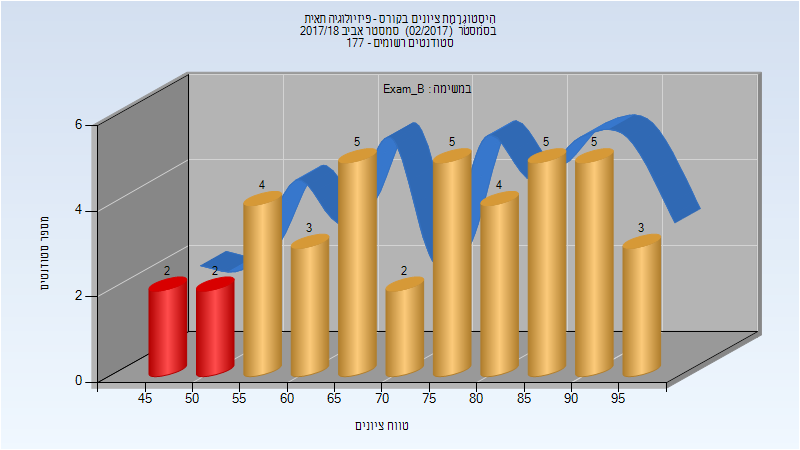 הִיסְטוֹגְרָמַת ציונים בקורס - פיזיולוגיה תאית
בסמסטר (02/2017) סמסטר אביב 2017/18
סטודנטים רשומים - 177
במשימה : Exam_B
מספר סטודנטים
6
4
2
0
2
2
4
3
5
2
5
4
5
5
3
45 50 55 60 65 70 75 80 85 90 95
טווח ציונים